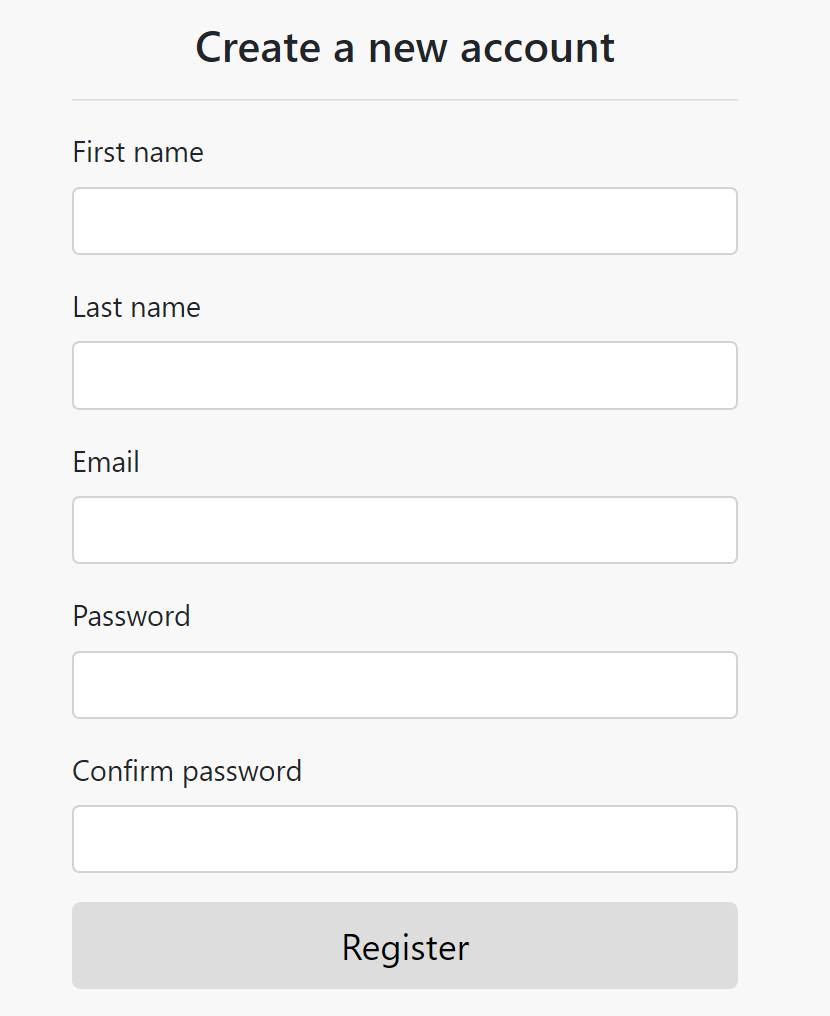 Create a new account
First name
Last name
Email
Password
Confirm password
Register